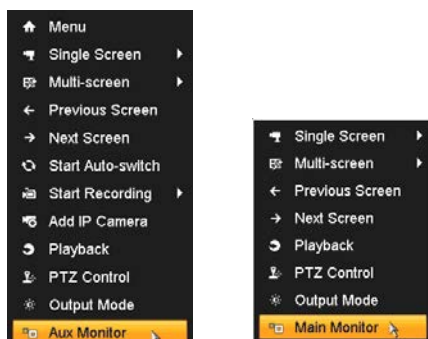 Menu
Single Screen
Multi-screen
Previous Screen
Next Screen
Start Auto-switch
Start Recording
Add IP Camera
Playback
PTZ Control
Output Mode
Aux Monitor
Single Screen
Multi-screen
Previous Screen
Next Screen
Playback
PTZ Control
Output Mode
Main Monitor